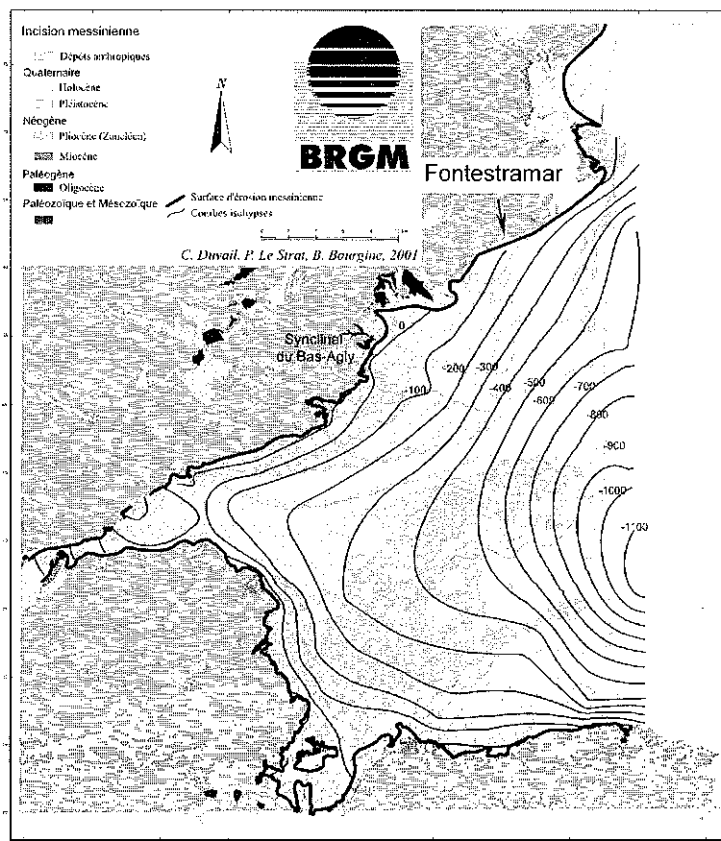 Incision messinienne
Dépôts anthropiques
Quaternaire
Holocène
Pléistocène
Néogène
Pliocène (Zancléen)
Miocène
Paléogène
Oligocène
Paléozoïque et Mésozoïque
Surface d'érosion messinienne
Courbes isohypses
N
BRGM
Fontestramar
C. Duvail, P. Le Strat, B. Bourgine, 2001
Synclinel
du Bas-Agly
0
-100
-200
-300
-400
-500
-600
-700
-800
-900
-1000
-1100